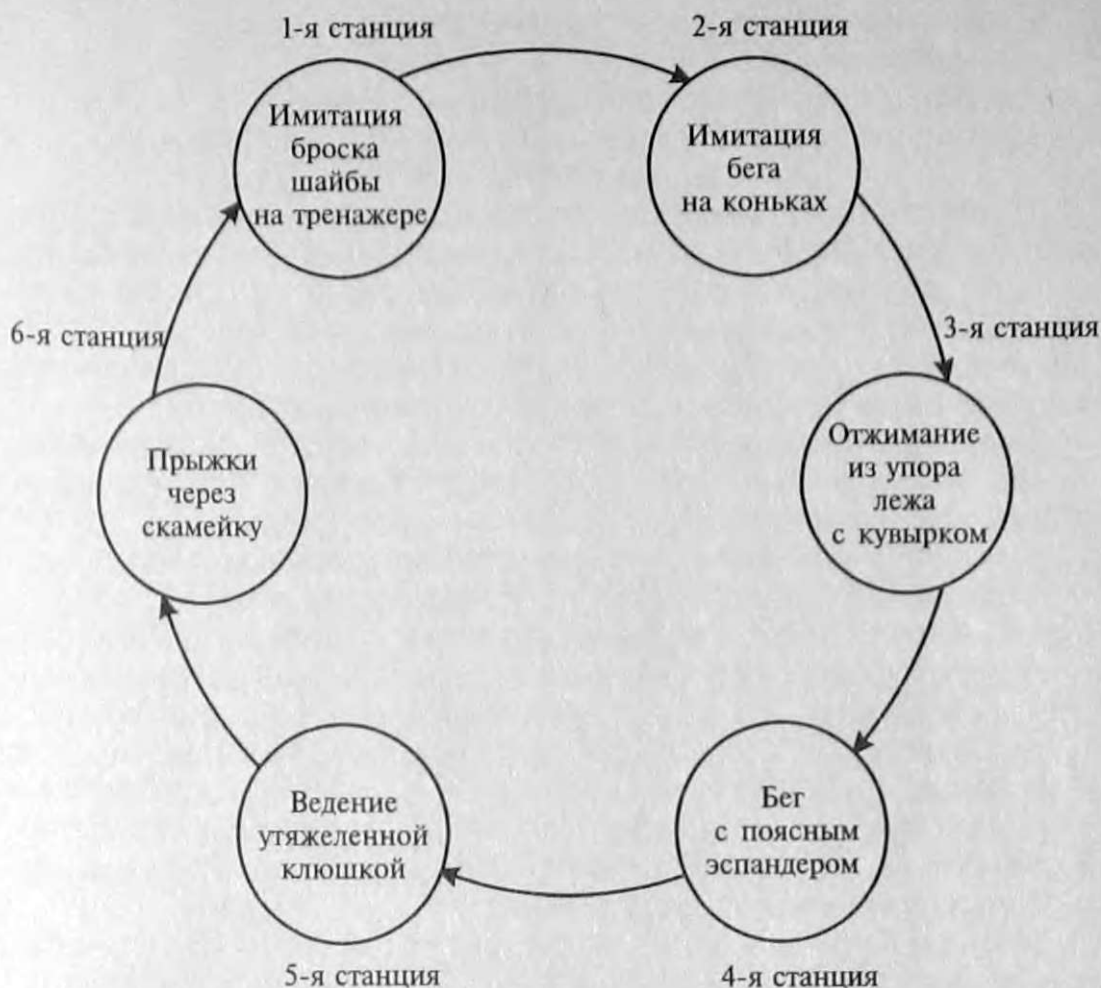 1-я станция
Имитация
броска
шайбы
на тренажере
2-я станция
Имитация
бега
на коньках
3-я станция
Отжимание
из упора
лежа
с кувырком
4-я станция
Бег
с поясным
эспандером
5-я станция
Ведение
утяжеленной
клюшкой
6-я станция
Прыжки
через
скамейку